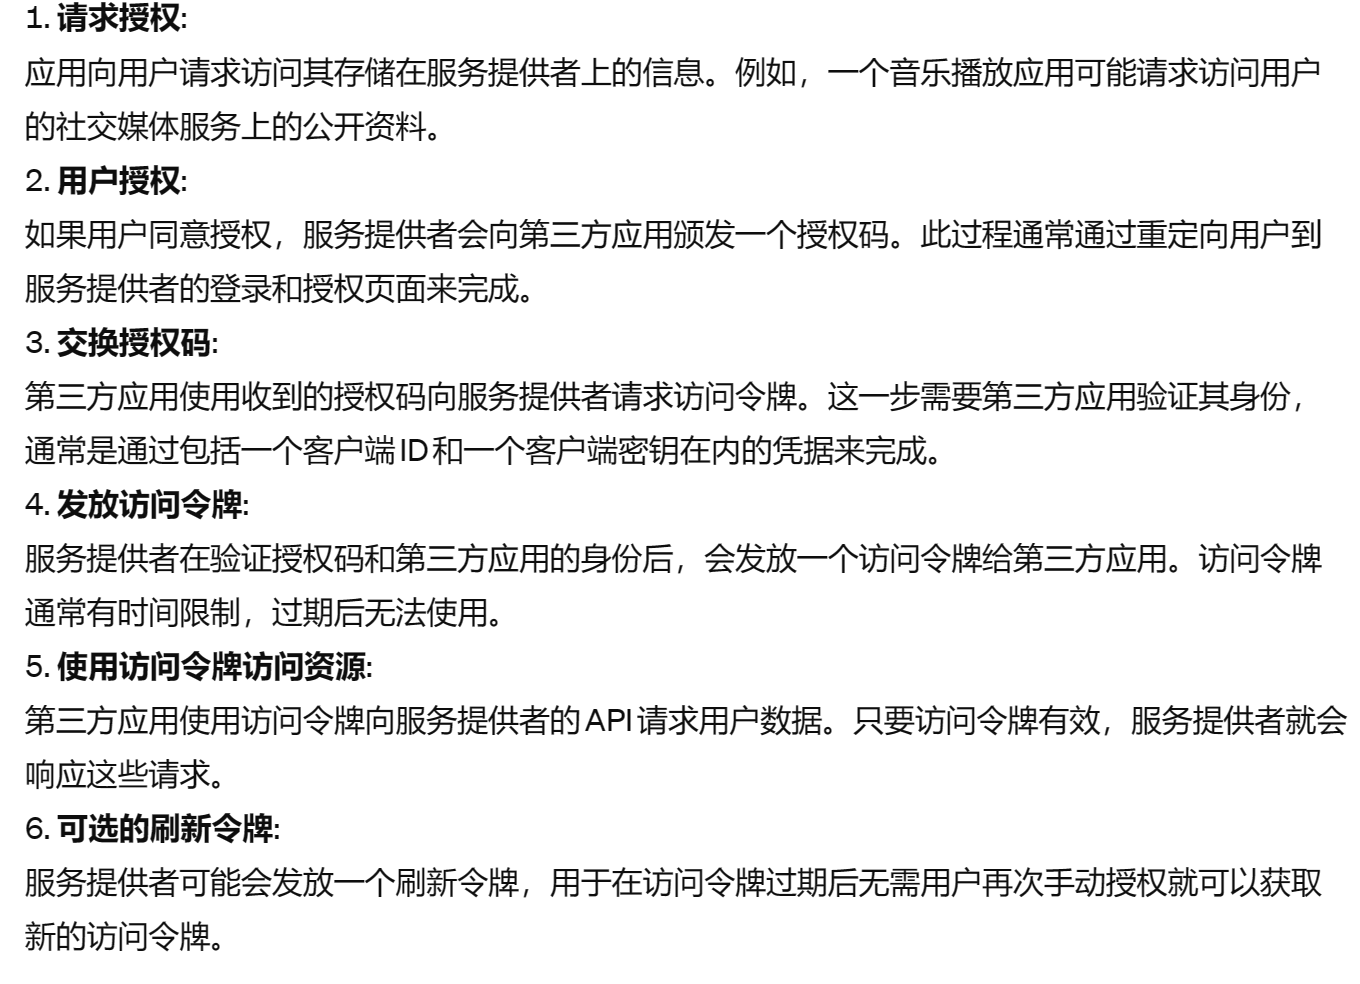 1. 请求授权:
应用向用户请求访问其存储在服务提供者上的信息。例如，一个音乐播放应用可能请求访问用户
的社交媒体服务上的公开资料。
2. 用户授权:
如果用户同意授权，服务提供者会向第三方应用颁发一个授权码。此过程通常通过重定向用户到
服务提供者的登录和授权页面来完成。
3. 交换授权码:
第三方应用使用收到的授权码向服务提供者请求访问令牌。这一步需要第三方应用验证其身份，
通常是通过包括一个客户端ID和一个客户端密钥在内的凭据来完成。
4. 发放访问令牌:
服务提供者在验证授权码和第三方应用的身份后，会发放一个访问令牌给第三方应用。访问令牌
通常有时间限制，过期后无法使用。
5. 使用访问令牌访问资源:
第三方应用使用访问令牌向服务提供者的API请求用户数据。只要访问令牌有效，服务提供者就会
响应这些请求。
6. 可选的刷新令牌:
服务提供者可能会发放一个刷新令牌，用于在访问令牌过期后无需用户再次手动授权就可以获取
新的访问令牌。